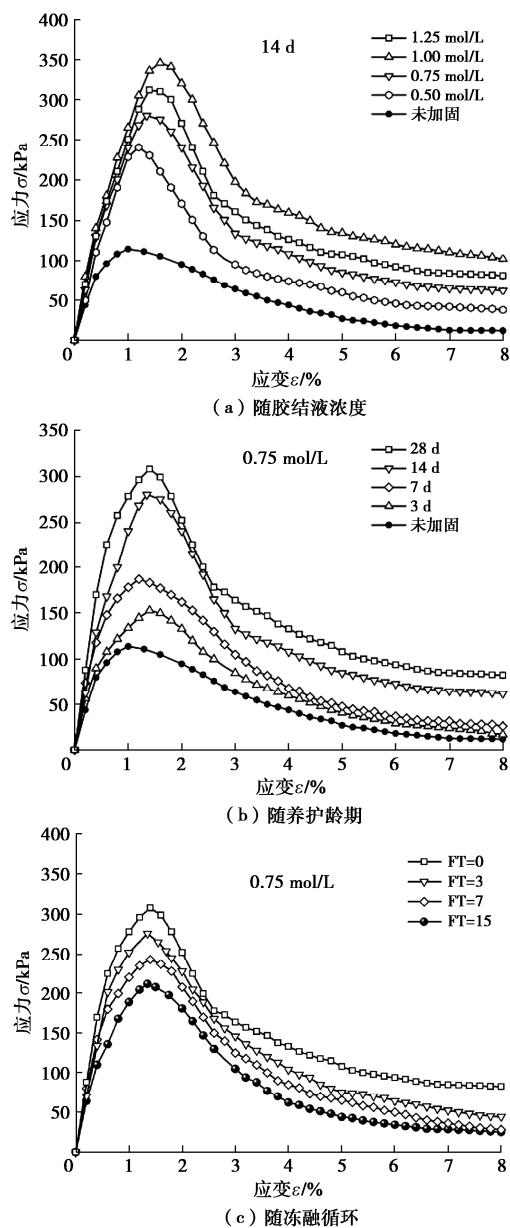 400
350
300
250
200
150
100
50
0
1
2
3
4
5
6
7
8
应力σ/kPa
14 d
1.25 mol/L
1.00 mol/L
0.75 mol/L
0.50 mol/L
未加固
应变ε/%
（a）随胶结液浓度
350
300
250
200
150
100
50
0
1
2
3
4
5
6
7
8
应力σ/kPa
0.75 mol/L
28 d
14 d
7 d
3 d
未加固
应变ε/%
（b）随养护龄期
400
350
300
250
200
150
100
50
0
1
2
3
4
5
6
7
8
应力σ/kPa
0.75 mol/L
FT=0
FT=3
FT=7
FT=15
应变ε/%
（c）随冻融循环